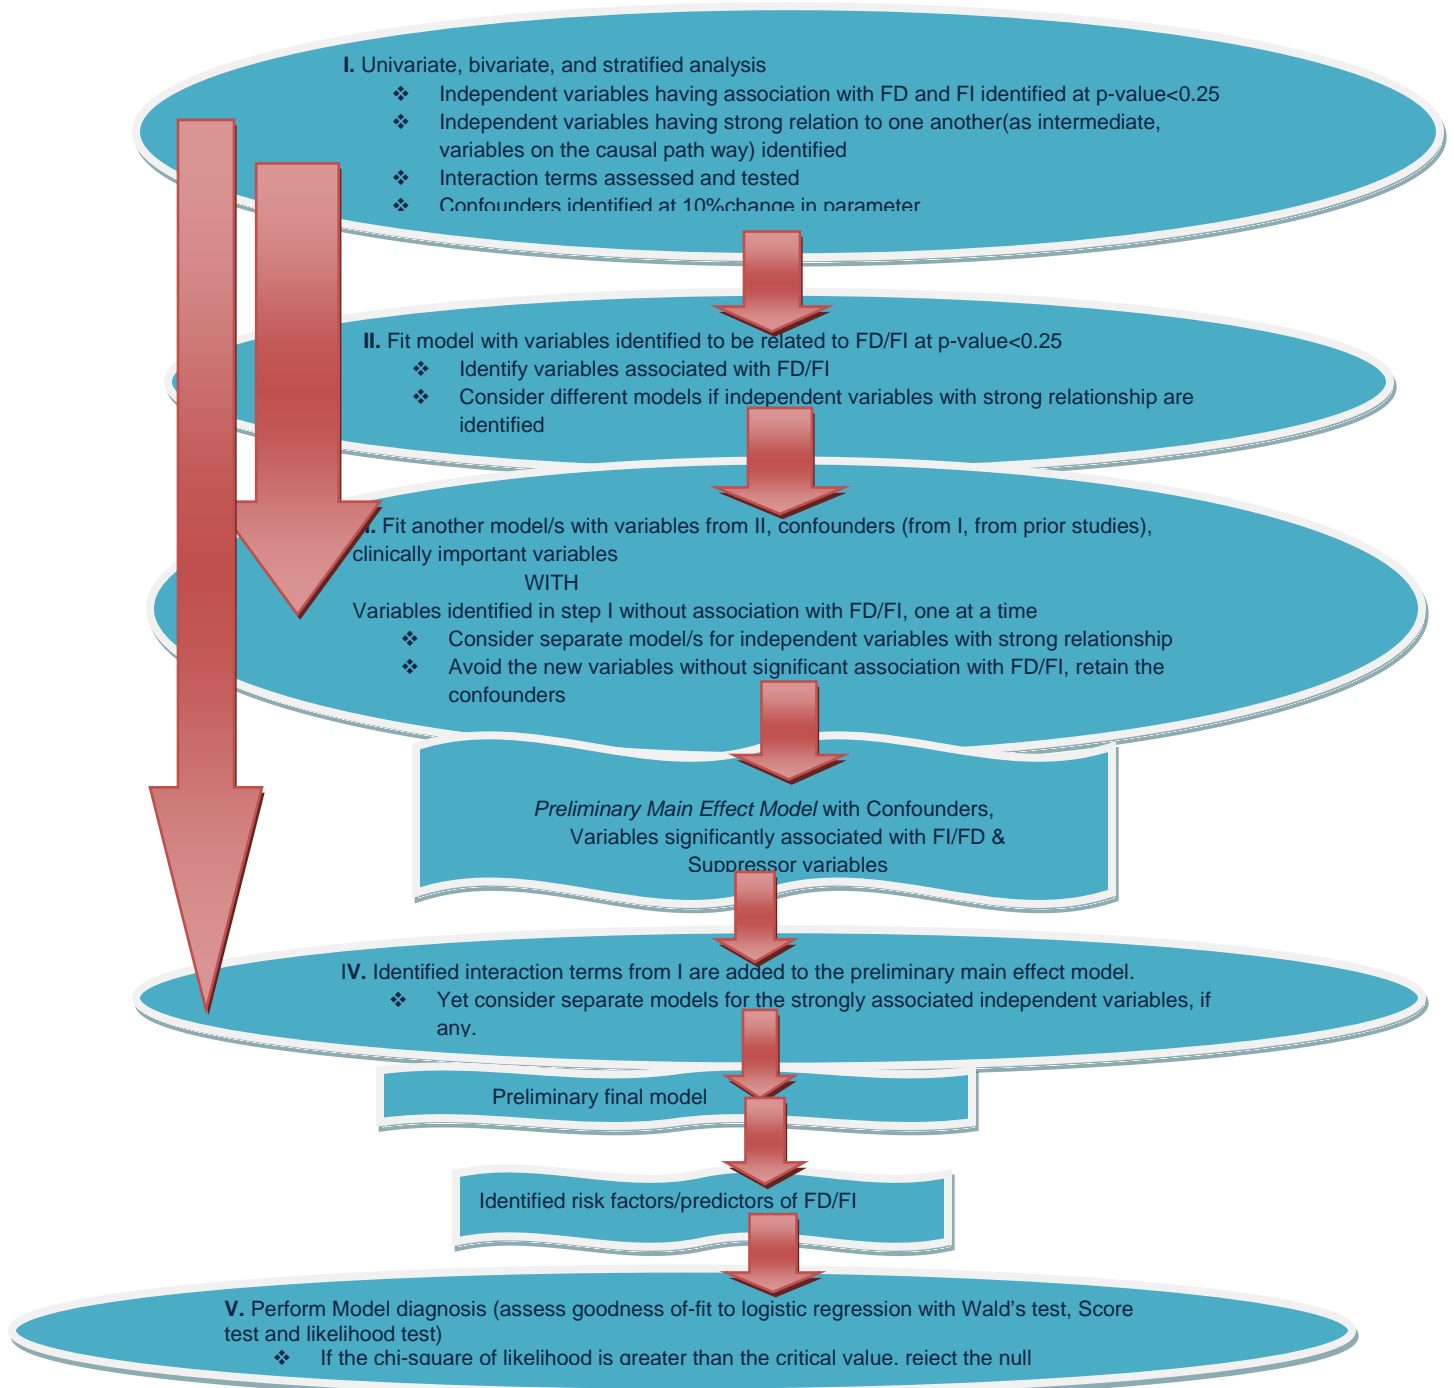 I. Univariate, bivariate, and stratified analysis
❖ Independent variables having association with FD and FI identified at p-value<0.25
❖ Independent variables having strong relation to one another(as intermediate,
variables on the causal path way) identified
❖ Interaction terms assessed and tested
❖ Confounders identified at 10%change in parameter
II. Fit model with variables identified to be related to FD/FI at p-value<0.25
❖ Identify variables associated with FD/FI
❖ Consider different models if independent variables with strong relationship are
identified
I. Fit another model/s with variables from II, confounders (from I, from prior studies),
clinically important variables
WITH
Variables identified in step I without association with FD/FI, one at a time
❖ Consider separate model/s for independent variables with strong relationship
❖ Avoid the new variables without significant association with FD/FI, retain the
confounders
Preliminary Main Effect Model with Confounders,
Variables significantly associated with FI/FD &
Suppressor variables
IV. Identified interaction terms from I are added to the preliminary main effect model.
❖ Yet consider separate models for the strongly associated independent variables, if
any.
Preliminary final model
Identified risk factors/predictors of FD/FI
V. Perform Model diagnosis (assess goodness of-fit to logistic regression with Wald's test, Score
test and likelihood test)
❖ If the chi-square of likelihood is greater than the critical value, reject the null